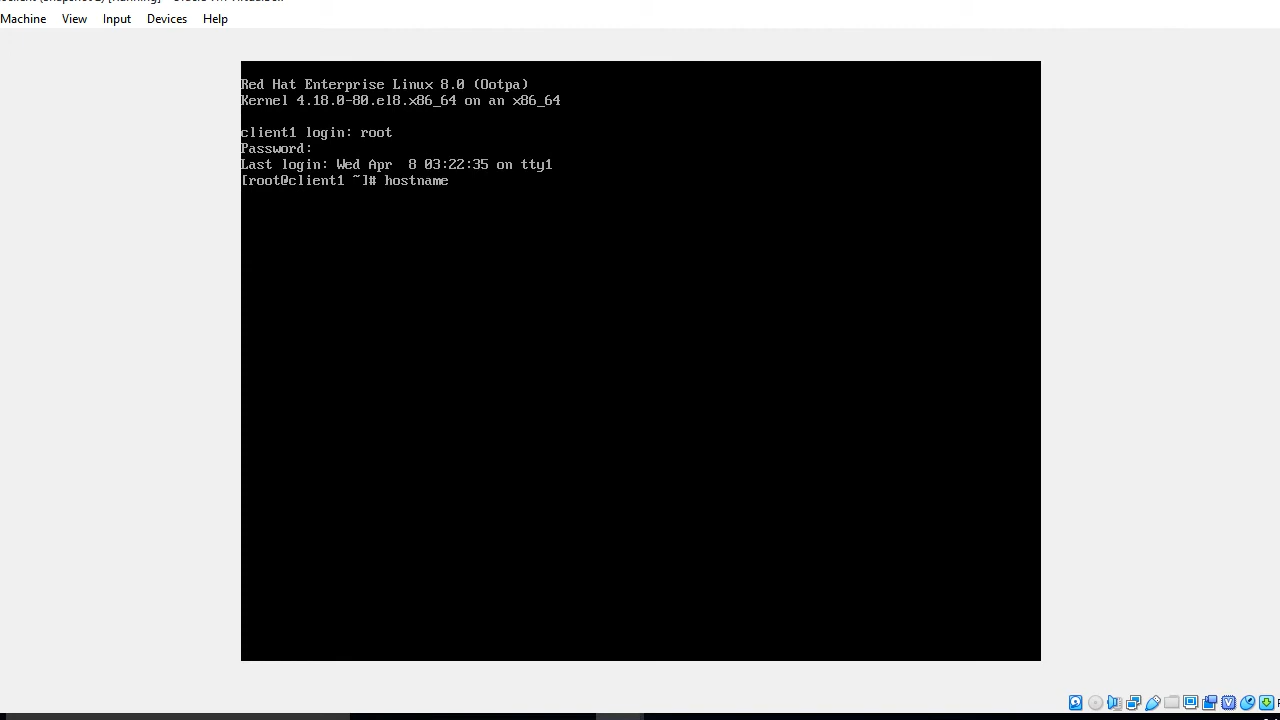 Machine View Input Devices Help
Red Hat Enterprise Linux 8.0 (Ootpa)
Kernel 4.18.0-80.el8.x86_64 on an x86_64
client1 login: root
Password:
Last login: Wed Apr  8 03:22:35 on tty1
[root@client1 ~]# hostname